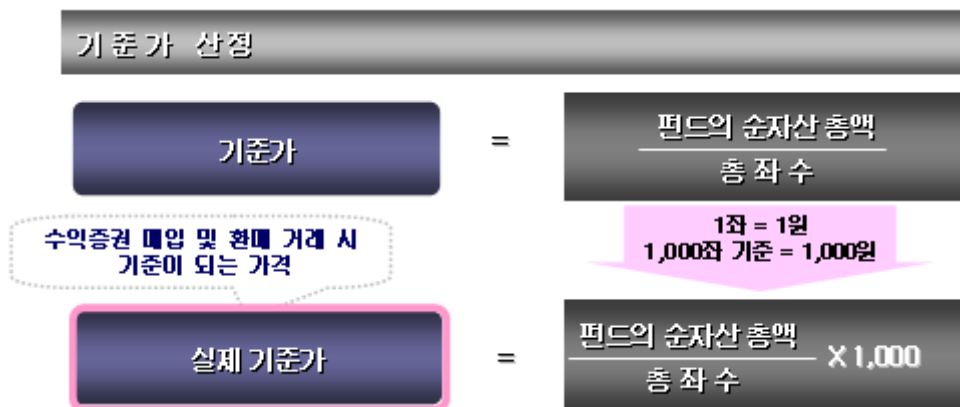 기준가 산정
기준가
=
펀드의 순자산 총액
총 좌 수
수익증권 매입 및 환매 거래 시
기준이 되는 가격
1좌 = 1원
1,000좌 기준 = 1,000원
실제 기준가
=
펀드의 순자산 총액
총 좌 수
X 1,000